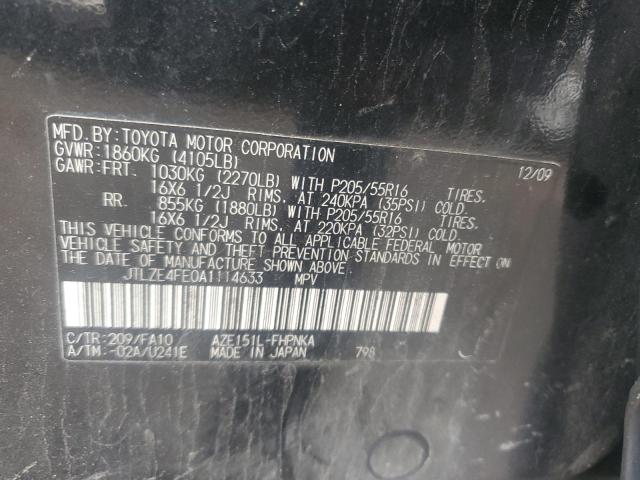 MFD.BY:TOYOTA MOTOR CORPORATION 12/09
GVWR:1860KG (4105LB)
GAWR:FRT. 1030KG (2270LB) WITH P205/55R16 TIRES,
16X6 1/2J RIMS, AT 240KPA (35PSI) COLD.
RR. 855KG (1880LB) WITH P205/55R16 TIRES,
16X6 1/2J RIMS, AT 220KPA (32PSI) COLD.
THIS VEHICLE CONFORMS TO ALL APPLICABLE FEDERAL MOTOR
VEHICLE SAFETY AND THEFT PREVENTION STANDARDS IN EFFECT ON
THE DATE OF MANUFACTURE SHOWN ABOVE.
JTLZE4FE0A1114633 MPV
C/TR:209/FA10 AZE151L-FHPNKA
A/TM:-02A/U241E MADE IN JAPAN 798